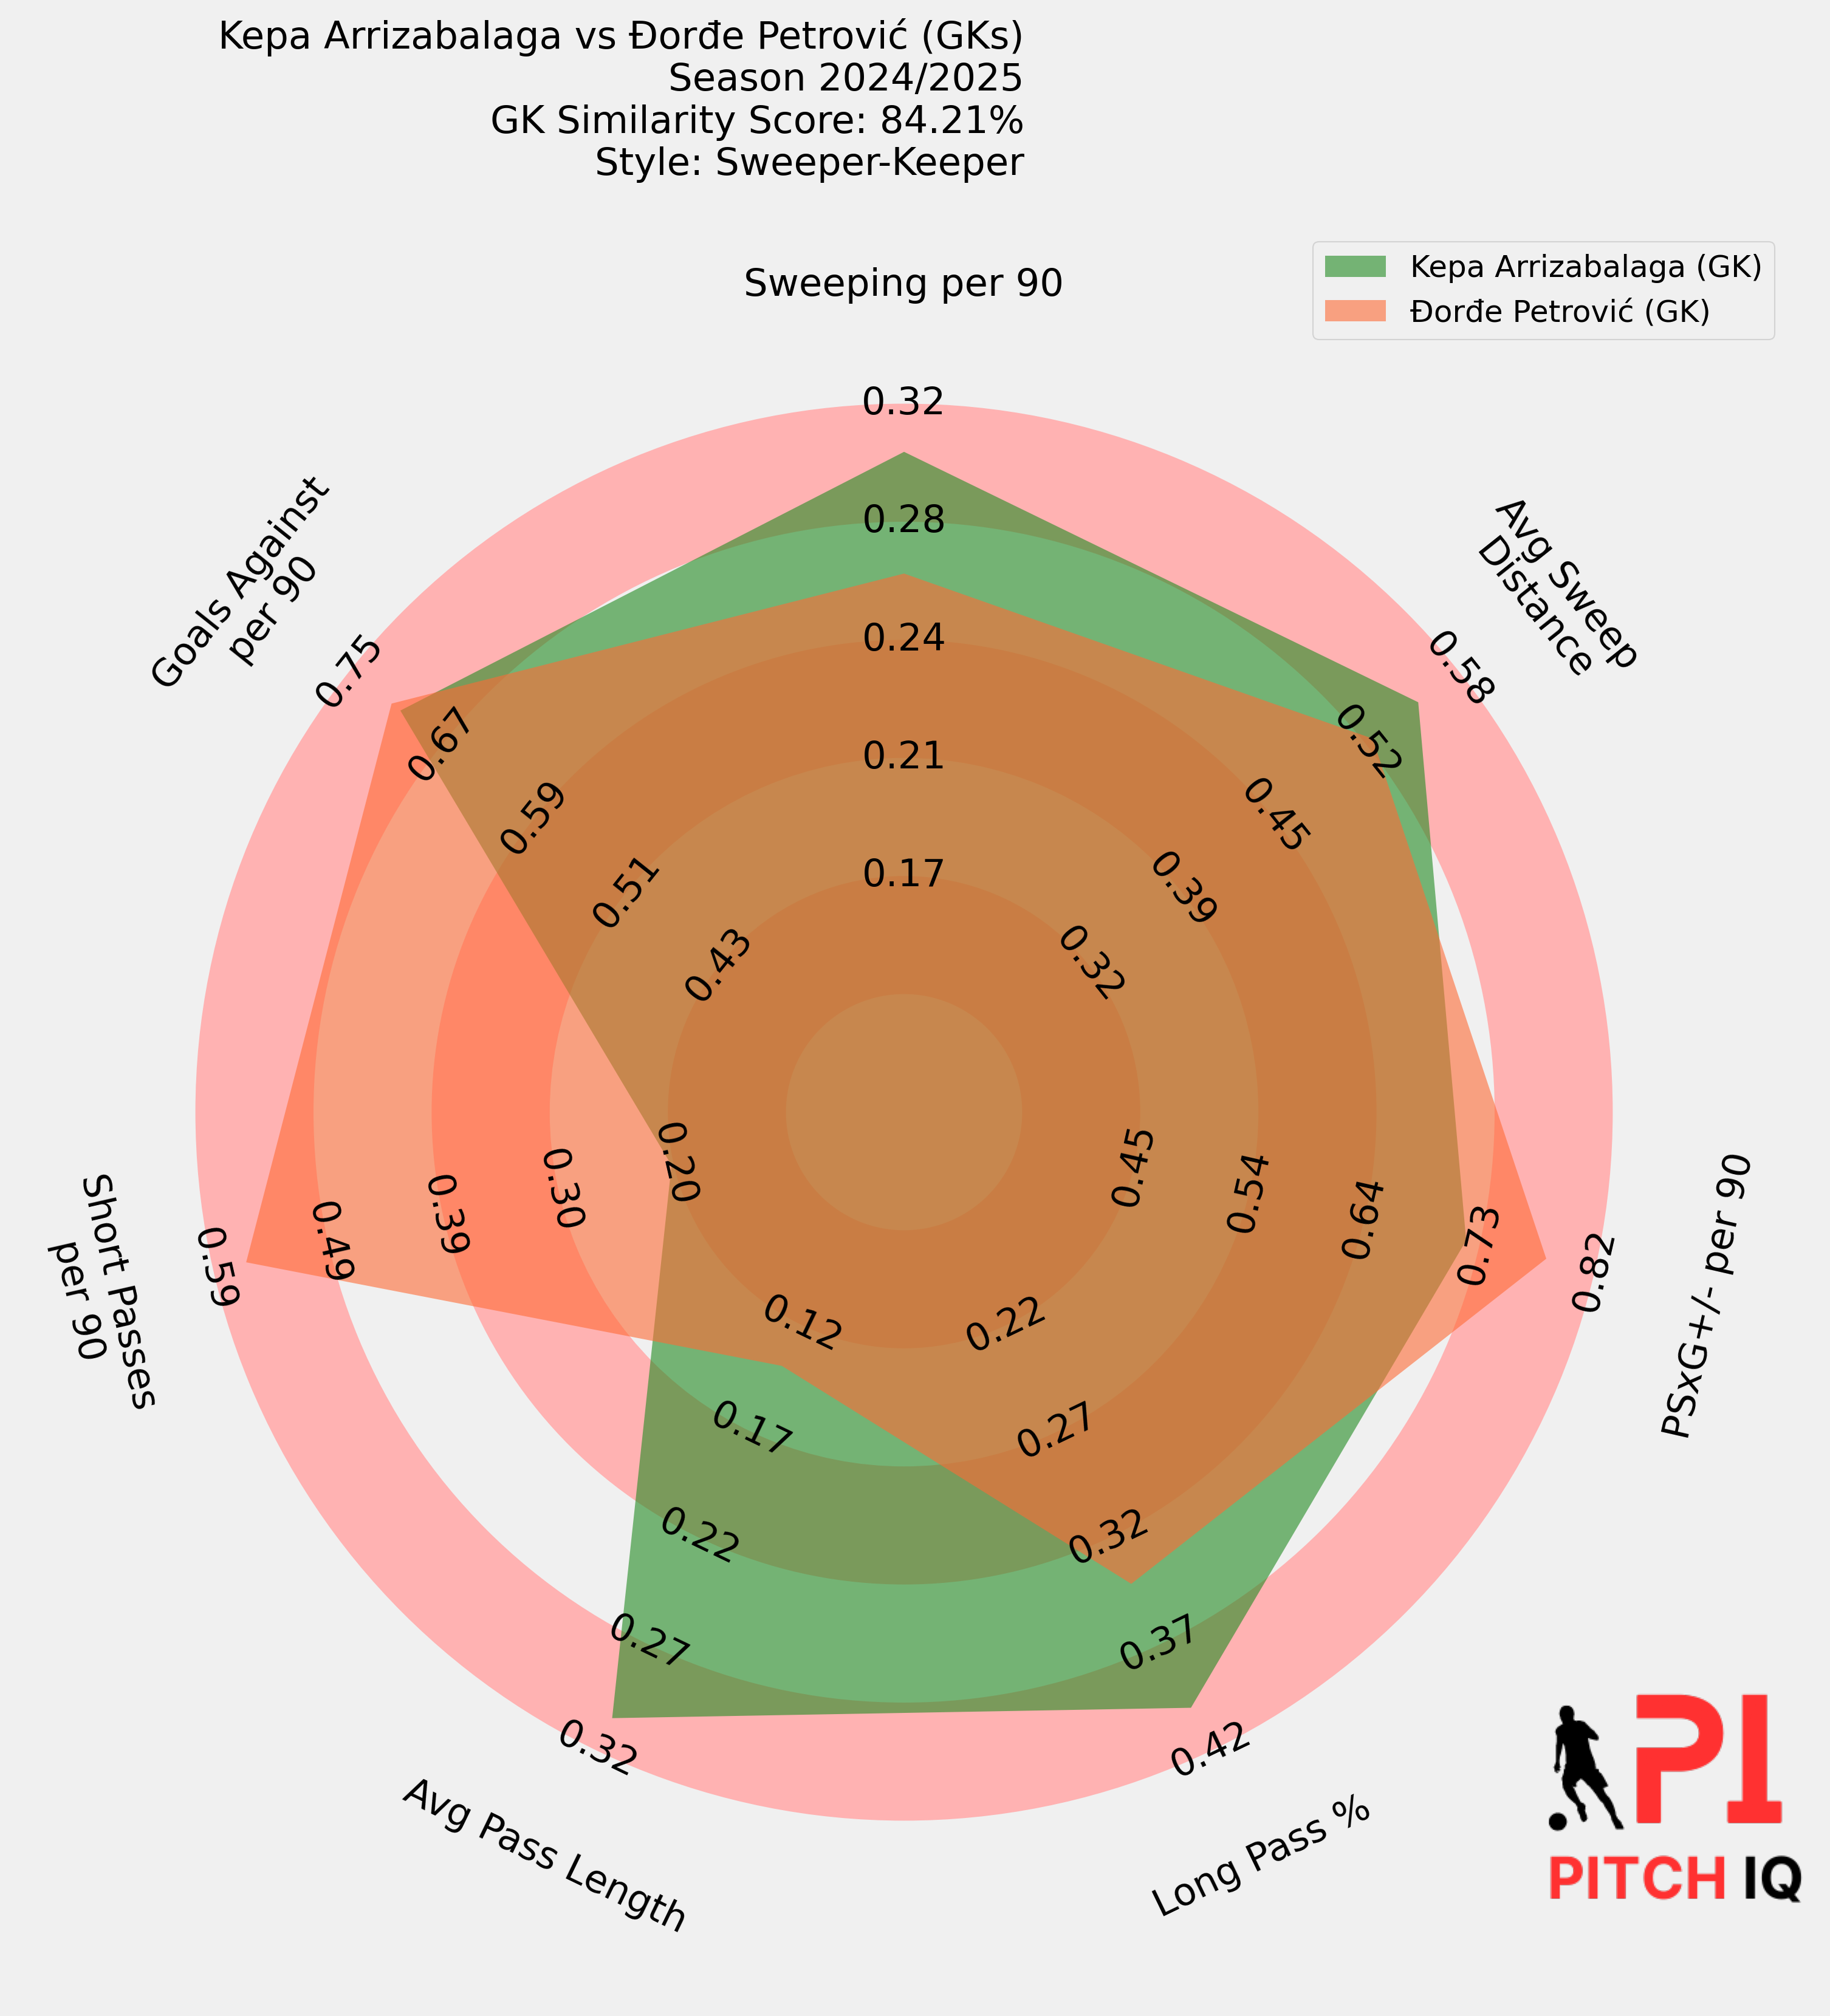 Kepa Arrizabalaga vs Đorđe Petrović (GKs)
Season 2024/2025
GK Similarity Score: 84.21%
Style: Sweeper-Keeper
Kepa Arrizabalaga (GK)
Đorđe Petrović (GK)
Sweeping per 90
0.32
0.28
0.24
0.21
0.17
Avg Sweep
Distance
0.58
0.52
0.45
0.39
0.32
PSxG+/- per 90
0.45
0.54
0.64
0.73
0.82
Long Pass %
0.22
0.27
0.32
0.37
0.42
Avg Pass Length
0.12
0.17
0.22
0.27
0.32
Short Passes
per 90
0.20
0.30
0.39
0.49
0.59
Goals Against
per 90
0.75
0.67
0.59
0.51
0.43
PI
PITCH IQ